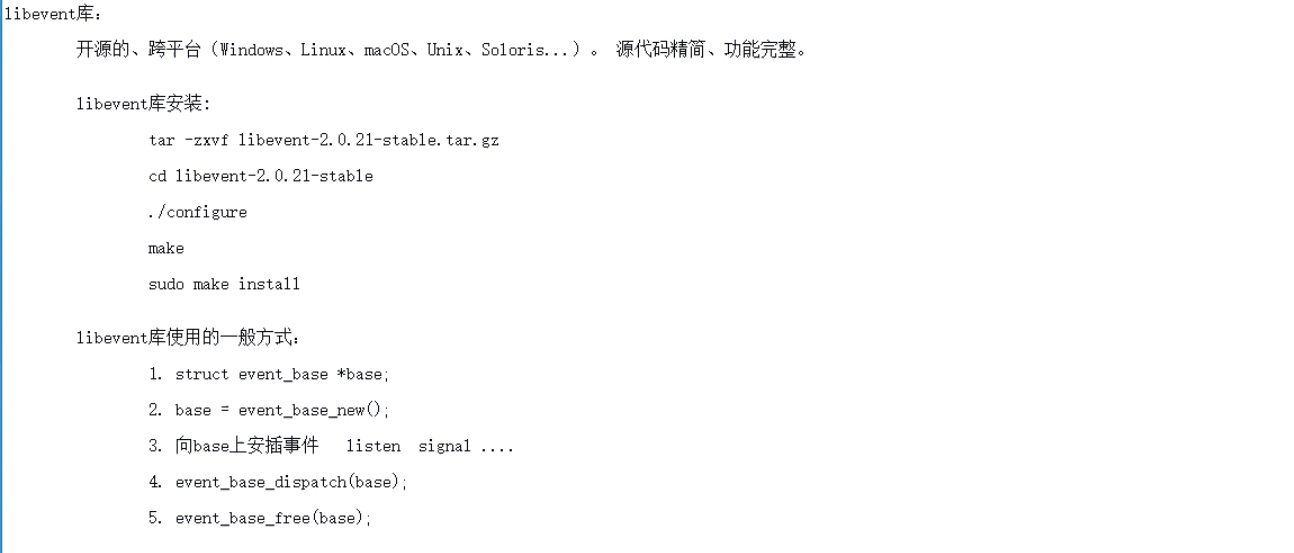 libevent库:
开源的、跨平台（Windows、Linux、macOS、Unix、Soloris...）。 源代码精简、功能完整。
libevent库安装:
tar -zxvf libevent-2.0.21-stable.tar.gz
cd libevent-2.0.21-stable
./configure
make
sudo make install
libevent库使用的一般方式:
1. struct event_base *base;
2. base = event_base_new();
3. 向base上安插事件 listen signal ....
4. event_base_dispatch(base);
5. event_base_free(base);